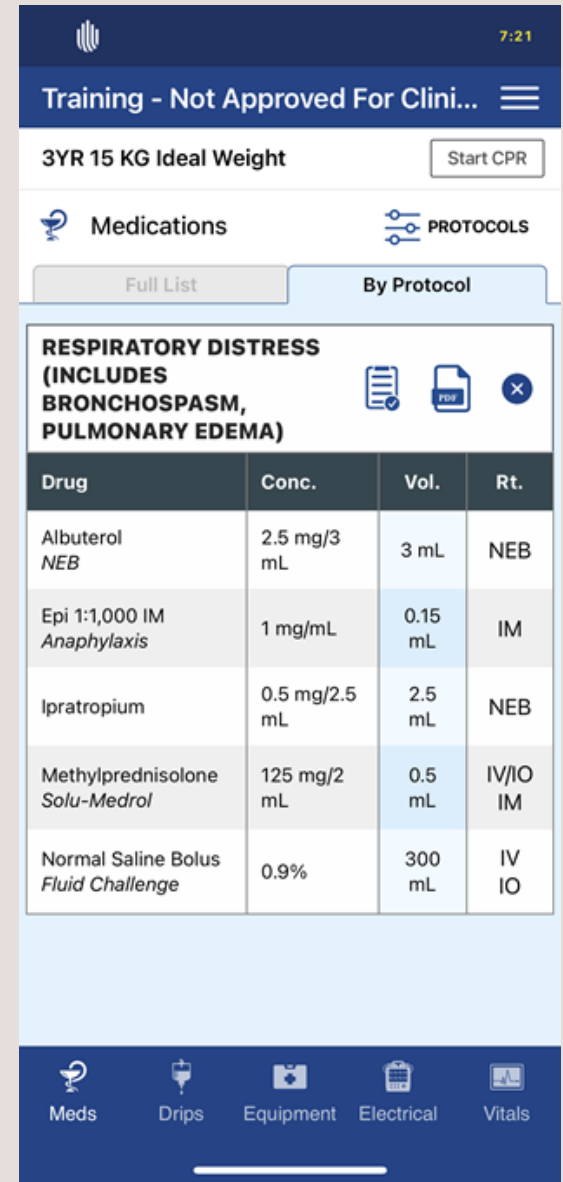 7:21
Training - Not Approved For Clini...
3YR 15 KG Ideal Weight
Start CPR
Medications
PROTOCOLS
Full List
By Protocol
RESPIRATORY DISTRESS
(INCLUDES
BRONCHOSPASM,
PULMONARY EDEMA)
PDF
Drug Conc. Vol. Rt.
Albuterol
NEB
2.5 mg/3
mL
3 mL
NEB
Epi 1:1,000 IM
Anaphylaxis
1 mg/mL
0.15
mL
IM
Ipratropium
0.5 mg/2.5
mL
2.5
mL
NEB
Methylprednisolone
Solu-Medrol
125 mg/2
mL
0.5
mL
IV/IO
IM
Normal Saline Bolus
Fluid Challenge
0.9%
300
mL
IV
IO
Meds
Drips
Equipment
Electrical
Vitals